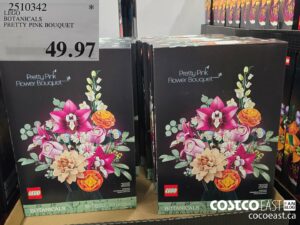 2510342 *
LEGO
BOTANICALS
PRETTY PINK BOUQUET
49.97
Pretty Pink
Flower Bouquet
Pretty Pink
Flower Bouquet
LEGO
BOTANICALS
LEGO
BOTANICALS
COSTCO EAST
cocoeast.ca